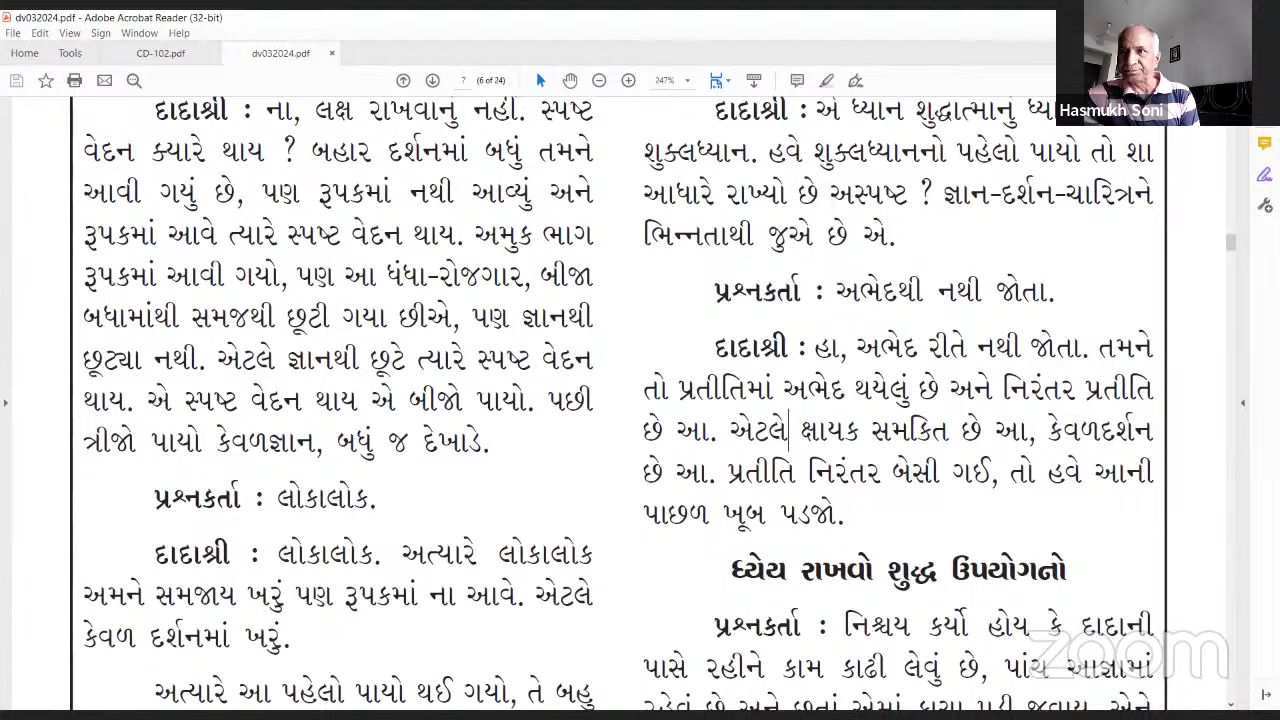 dv032024.pdf - Adobe Acrobat Reader (32-bit)
File Edit View Sign Window Help
Home Tools CD-102.pdf dv032024.pdf ×
7 (6 of 24) 247%
Hasmukh Soni
દાદાશ્રી : ના, લક્ષ રાખવાનું નહીં. સ્પષ્ટ
વેદન ક્યારે થાય ? બહાર દર્શનમાં બધું તમને
આવી ગયું છે, પણ રૂપકમાં નથી આવ્યું અને
રૂપકમાં આવે ત્યારે સ્પષ્ટ વેદન થાય. અમુક ભાગ
રૂપકમાં આવી ગયો, પણ આ ધંધા-રોજગાર, બીજા
બધામાંથી સમજથી છૂટી ગયા છીએ, પણ જ્ઞાનથી
છૂટ્યા નથી. એટલે જ્ઞાનથી છૂટે ત્યારે સ્પષ્ટ વેદન
થાય. એ સ્પષ્ટ વેદન થાય એ બીજો પાયો. પછી
ત્રીજો પાયો કેવળજ્ઞાન, બધું જ દેખાડે.
પ્રશ્નકર્તા : લોકાલોક.
દાદાશ્રી : લોકાલોક. અત્યારે લોકાલોક
અમને સમજાય ખરું પણ રૂપકમાં ના આવે. એટલે
કેવળ દર્શનમાં ખરું.
અત્યારે આ પહેલો પાયો થઈ ગયો, તે બહુ
દાદાશ્રી : એ ધ્યાન શુદ્ધાત્માનું
શુક્લધ્યાન. હવે શુક્લધ્યાનનો પહેલો પાયો તો શા
આધારે રાખ્યો છે અસ્પષ્ટ ? જ્ઞાન-દર્શન-ચારિત્રને
ભિન્નતાથી જુએ છે એ.
પ્રશ્નકર્તા : અભેદથી નથી જોતા.
દાદાશ્રી : હા, અભેદ રીતે નથી જોતા. તમને
તો પ્રતીતિમાં અભેદ થયેલું છે અને નિરંતર પ્રતીતિ
છે આ. એટલે ક્ષાયક સમકિત છે આ, કેવળદર્શન
છે આ. પ્રતીતિ નિરંતર બેસી ગઈ, તો હવે આની
પાછળ ખૂબ પડજો.
ધ્યેય રાખવો શુદ્ધ ઉપયોગનો
પ્રશ્નકર્તા : નિશ્ચય કર્યો હોય કે દાદાની
પાસે રહીને કામ કાઢી લેવું છે, પાંચ આજ્ઞામાં
zoom